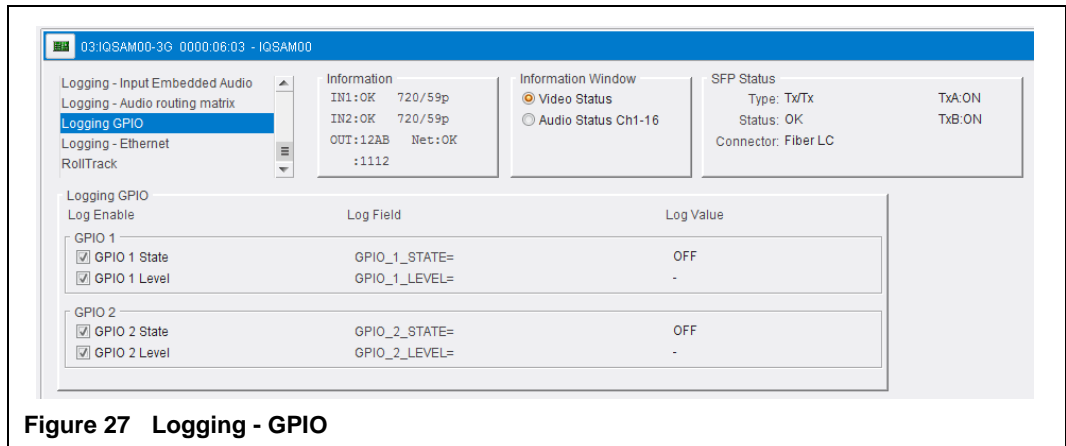 03:IQSAM00-3G 0000:06:03 - IQSAM00
Logging - Input Embedded Audio
Logging - Audio routing matrix
Logging GPIO
Logging - Ethernet
RollTrack
Information
IN1:OK 720/59p
IN2:OK 720/59p
OUT:12AB Net:OK
:1112
Information Window
Video Status
Audio Status Ch1-16
SFP Status
Type: Tx/Tx TxA:ON
Status: OK TxB:ON
Connector: Fiber LC
Logging GPIO
Log Enable Log Field Log Value
GPIO 1
GPIO 1 State GPIO_1_STATE= OFF
GPIO 1 Level GPIO_1_LEVEL= -
GPIO 2
GPIO 2 State GPIO_2_STATE= OFF
GPIO 2 Level GPIO_2_LEVEL= -
Figure 27 Logging - GPIO